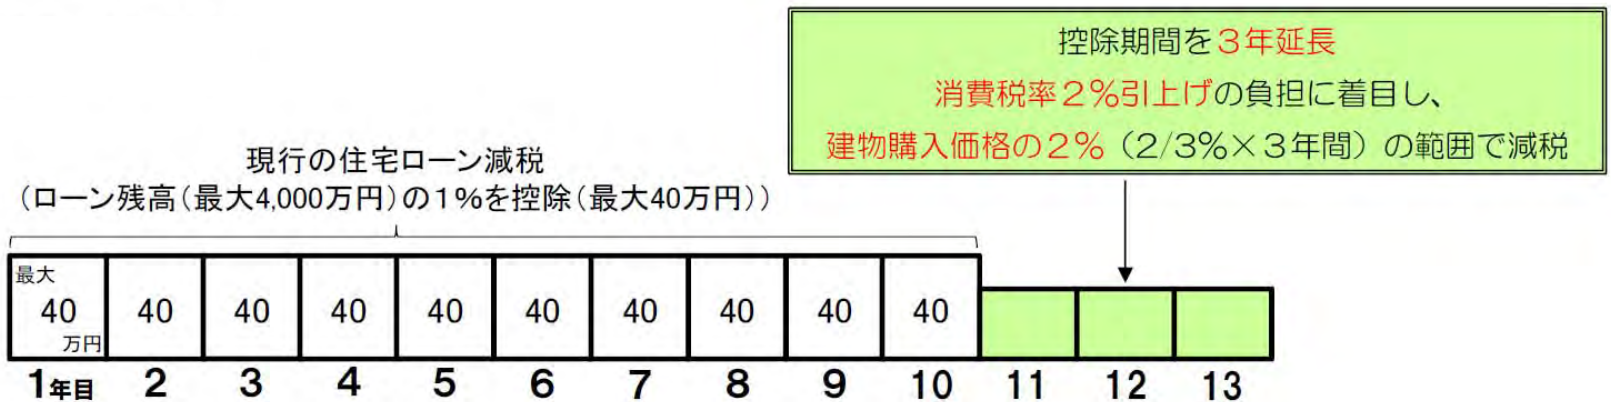 控除期間を３年延長
消費税率２％引上げの負担に着目し、
建物購入価格の２％（2/3％×３年間）の範囲で減税
現行の住宅ローン減税
（ローン残高（最大4,000万円）の１％を控除（最大40万円））
最大
40 40 40 40 40 40 40 40 40 40
万円
1年目 2 3 4 5 6 7 8 9 10 11 12 13